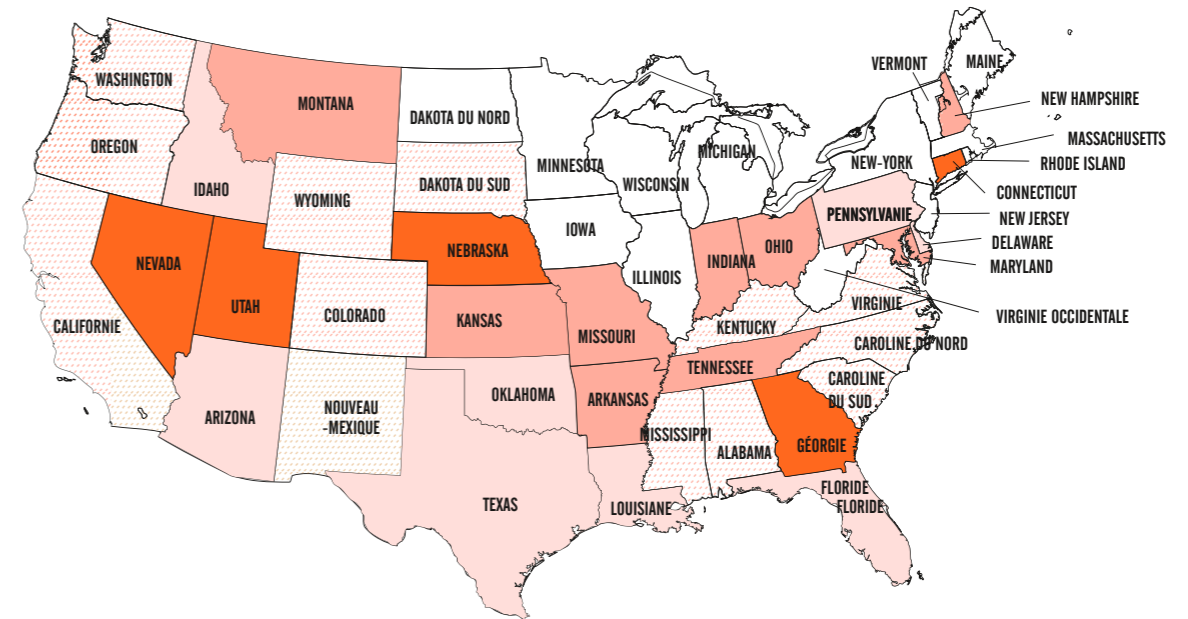 VERMONT
MAINE
WASHINGTON
MONTANA
NEW HAMPSHIRE
DAKOTA DU NORD
MASSACHUSETTS
OREGON
MICHIGAN
NEW-YORK
RHODE ISLAND
MINNESOTA
IDAHO
DAKOTA DU SUD
WISCONSIN
CONNECTICUT
WYOMING
PENNSYLVANIE
NEW JERSEY
IOWA
NEBRASKA
OHIO
DELAWARE
NEVADA
INDIANA
MARYLAND
ILLINOIS
UTAH
VIRGINIE
COLORADO
KANSAS
VIRGINIE OCCIDENTALE
CALIFORNIE
KENTUCKY
MISSOURI
CAROLINE DU NORD
TENNESSEE
CAROLINE
DU SUD
OKLAHOMA
ARKANSAS
NOUVEAU
-MEXIQUE
ARIZONA
MISSISSIPPI
GÉORGIE
ALABAMA
FLORIDE
TEXAS
LOUISIANE
FLORIDE